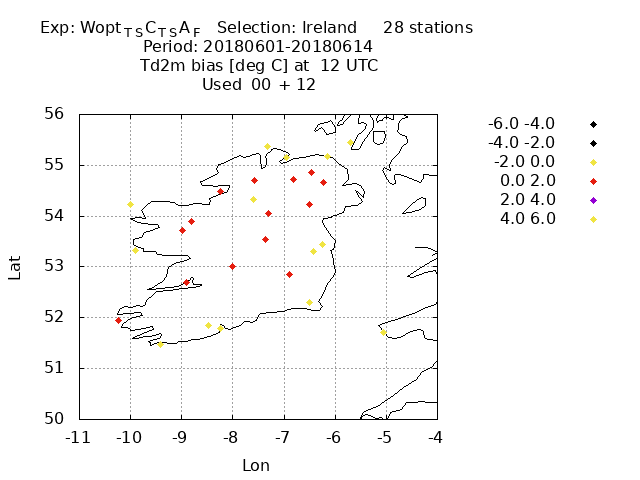 Exp: Wopt_TS C_TS A_F Selection: Ireland 28 stations
Period: 20180601-20180614
Td2m bias [deg C] at 12 UTC
Used 00 + 12
-6.0 -4.0
-4.0 -2.0
-2.0 0.0
0.0 2.0
2.0 4.0
4.0 6.0
56
55
54
53
52
51
50
Lat
-11 -10 -9 -8 -7 -6 -5 -4
Lon